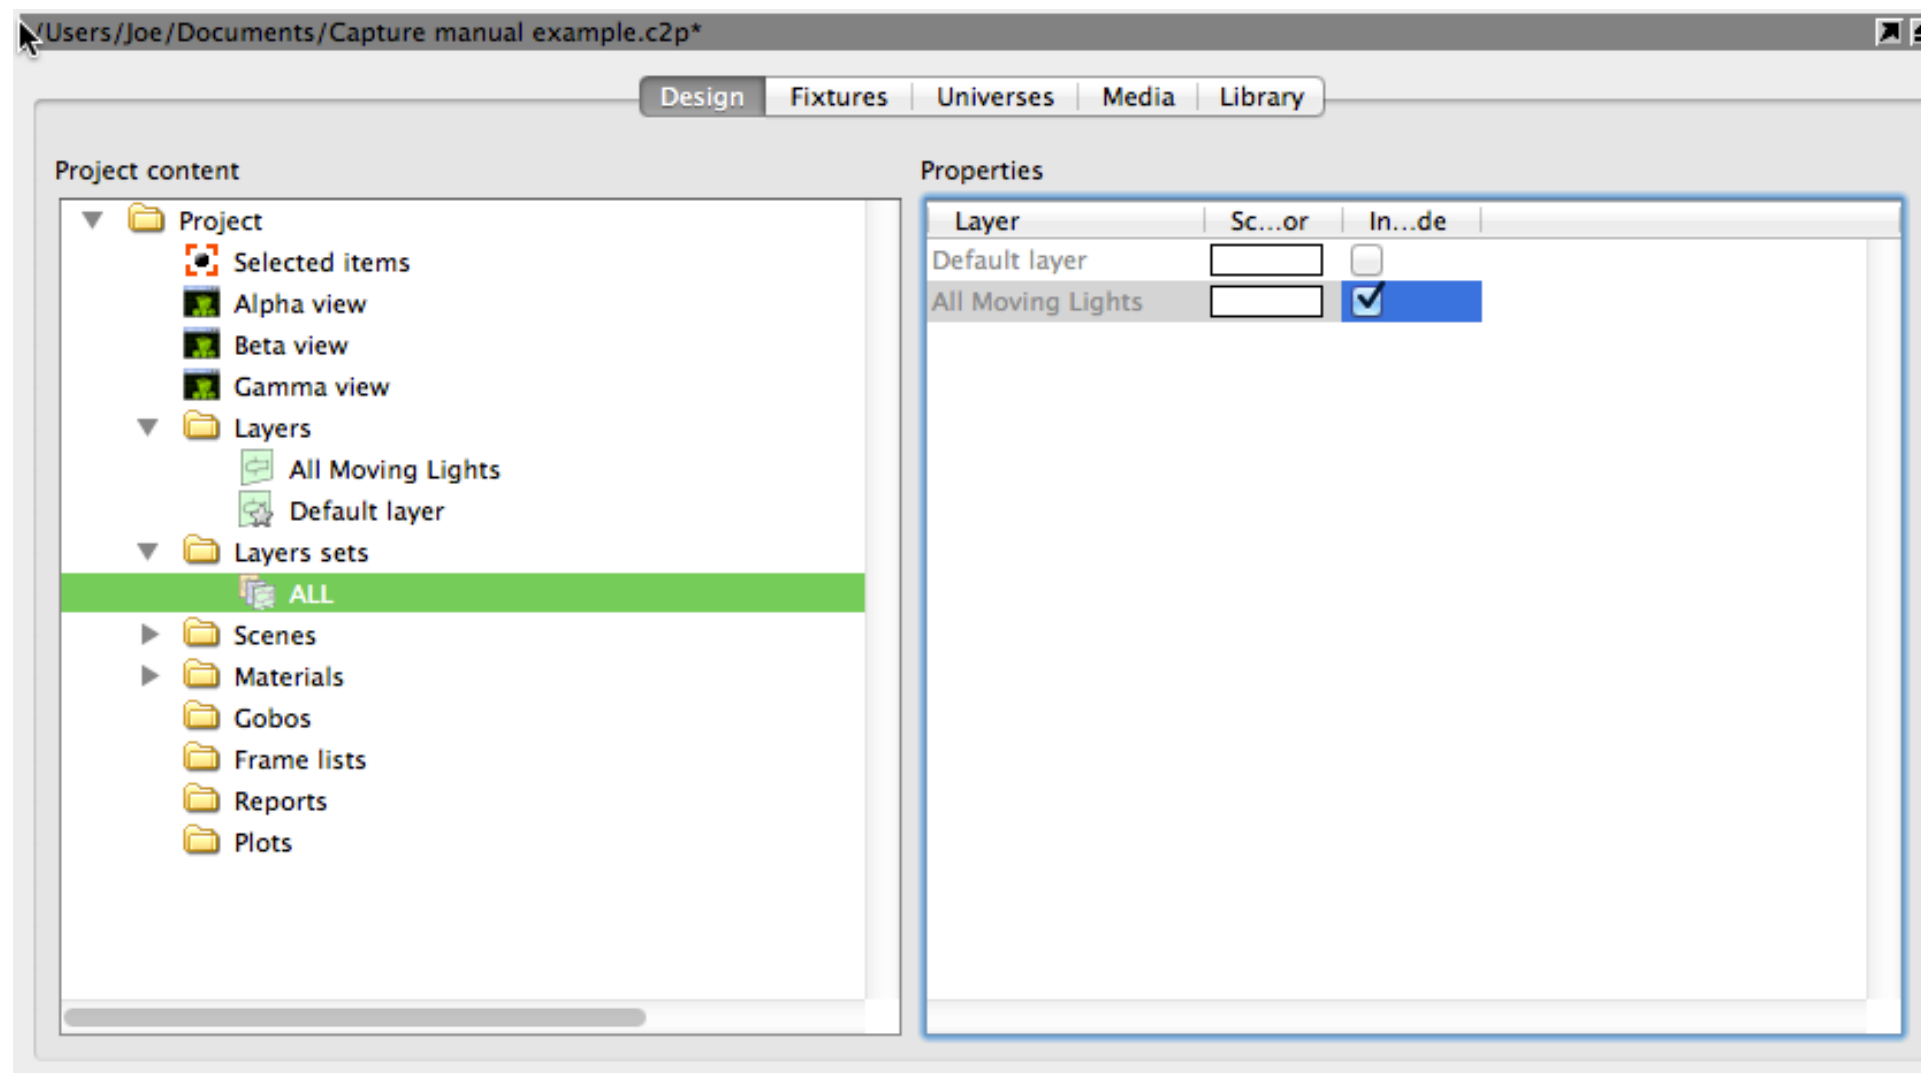 /Users/Joe/Documents/Capture manual example.c2p*
Design Fixtures Universes Media Library
Project content
Project
Selected items
Alpha view
Beta view
Gamma view
Layers
All Moving Lights
Default layer
Layers sets
ALL
Scenes
Materials
Gobos
Frame lists
Reports
Plots
Properties
Layer Sc...or In...de
Default layer
All Moving Lights